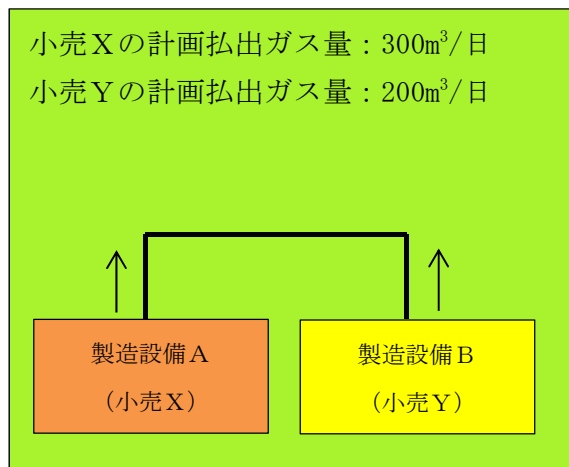 小売Ｘの計画払出ガス量：300m³/日
小売Ｙの計画払出ガス量：200m³/日
製造設備Ａ
（小売Ｘ）
製造設備Ｂ
（小売Ｙ）